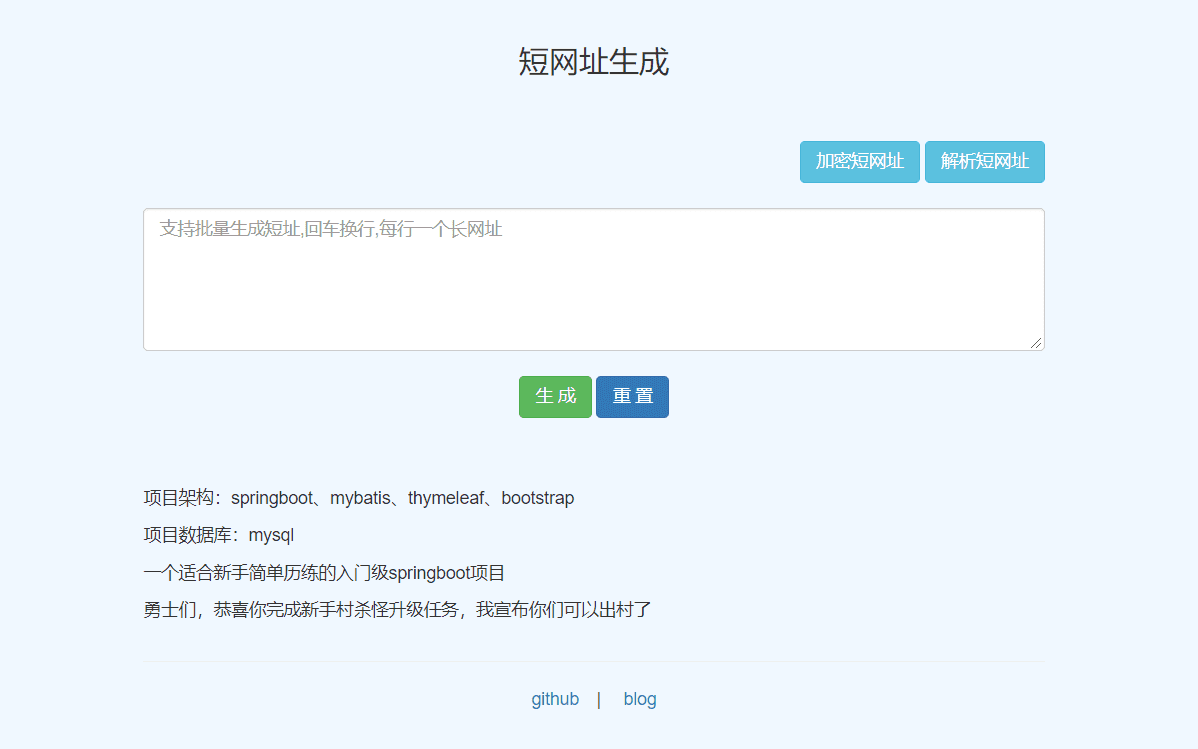 短网址生成
加密短网址 解析短网址
支持批量生成短址,回车换行,每行一个长网址
生成 重置
项目架构：springboot、mybatis、thymeleaf、bootstrap
项目数据库：mysql
一个适合新手简单历练的入门级springboot项目
勇士们，恭喜你完成新手村杀怪升级任务，我宣布你们可以出村了
github | blog